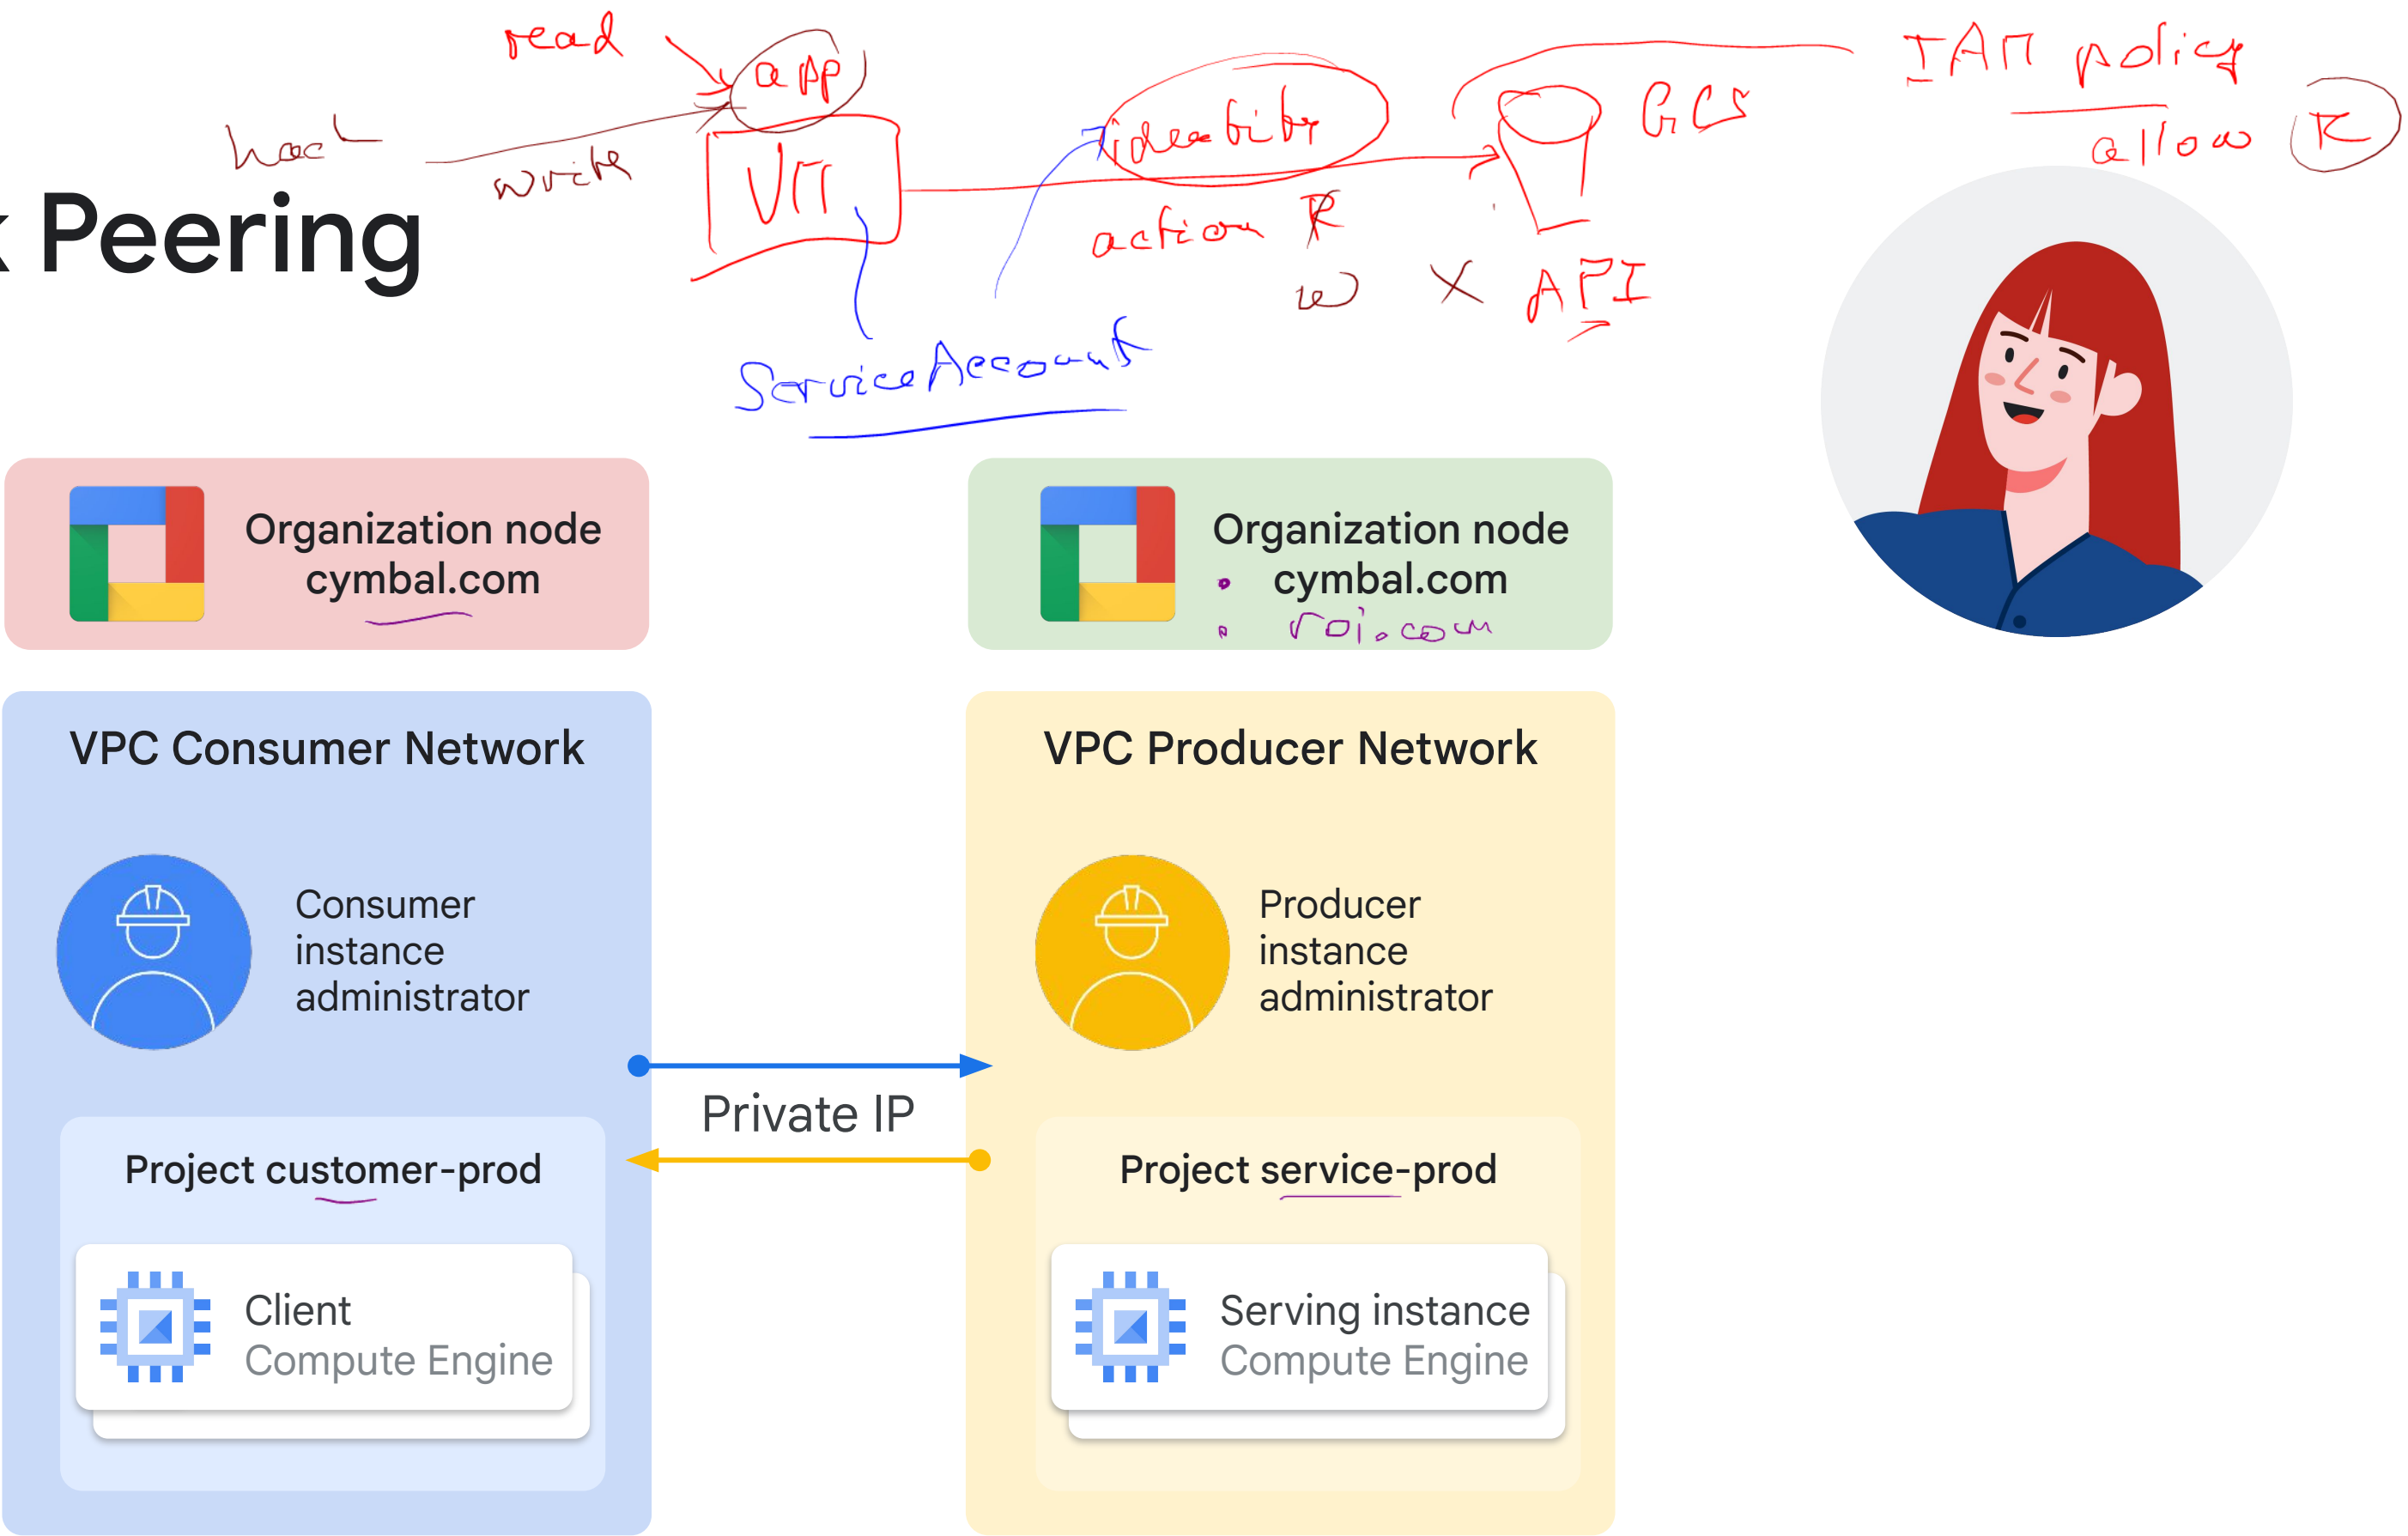 read
app
IAM policy
GCS
allow R
hack
identity
write
VM
k Peering
action R
w X API
ServiceAccount
Organization node
cymbal.com
Organization node
cymbal.com
roi.com
VPC Consumer Network
VPC Producer Network
Consumer
instance
administrator
Producer
instance
administrator
Private IP
Project customer-prod
Project service-prod
Client
Compute Engine
Serving instance
Compute Engine